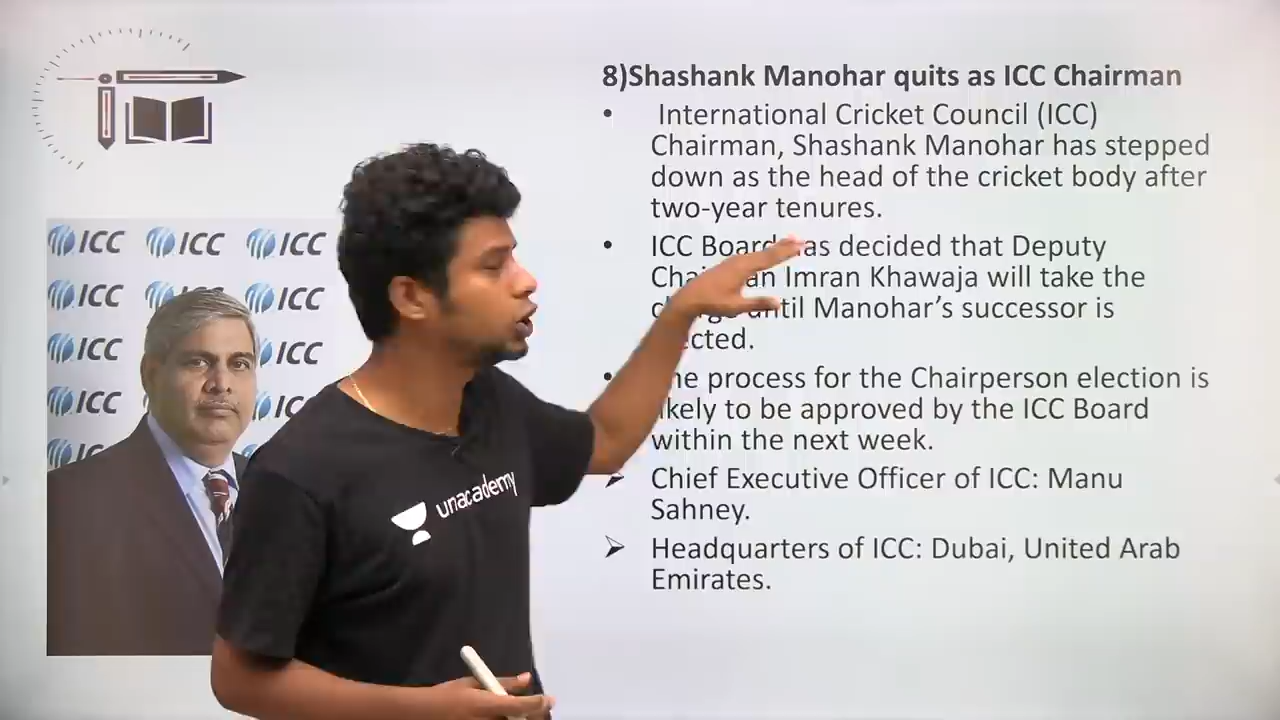 8)Shashank Manohar quits as ICC Chairman
• International Cricket Council (ICC)
Chairman, Shashank Manohar has stepped
down as the head of the cricket body after
two-year tenures.
• ICC Board has decided that Deputy
Imran Khawaja will take the
until Manohar’s successor is
• process for the Chairperson election is
likely to be approved by the ICC Board
within the next week.
➢ Chief Executive Officer of ICC: Manu
Sahney.
➢ Headquarters of ICC: Dubai, United Arab
Emirates.
ICC ICC ICC
ICC ICC ICC
ICC ICC
ICC ICC
unacademy